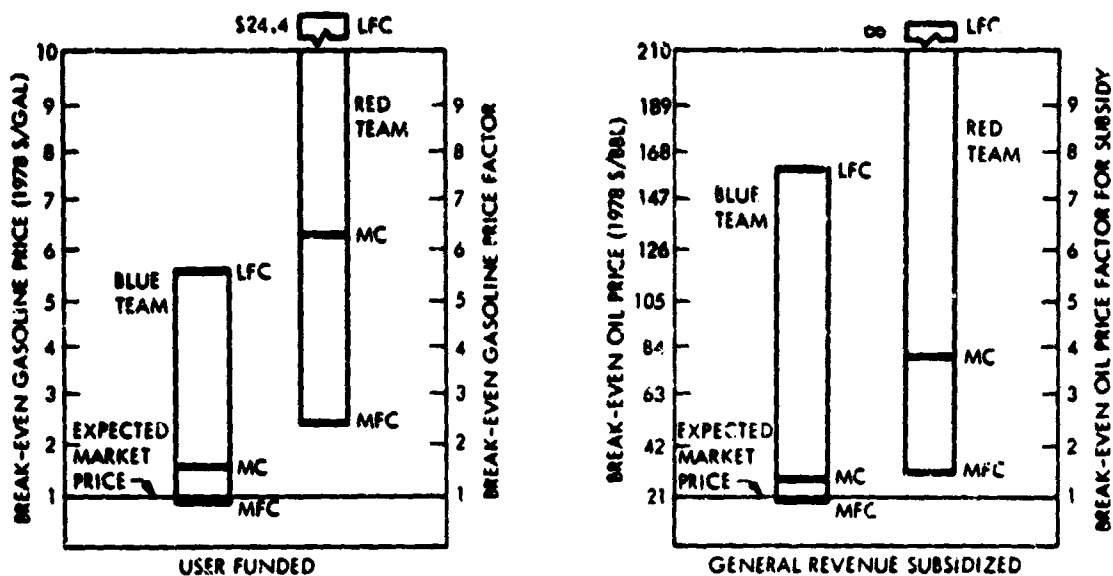 $24.4 LFC
10
9
8
7
6
5
4
3
2
1
BREAK-EVEN GASOLINE PRICE (1978 $/GAL)
BLUE
TEAM
LFC
MC
MFC
EXPECTED
MARKET
PRICE
RED
TEAM
MC
MFC
9
8
7
6
5
4
3
2
1
BREAK-EVEN GASOLINE PRICE FACTOR
USER FUNDED
∞ LFC
210
189
168
147
126
105
84
63
42
21
BREAK-EVEN OIL PRICE (1978 $/BBL)
BLUE
TEAM
LFC
MC
MFC
EXPECTED
MARKET
PRICE
RED
TEAM
MC
MFC
9
8
7
6
5
4
3
2
1
BREAK-EVEN OIL PRICE FACTOR FOR SUBSIDY
GENERAL REVENUE SUBSIDIZED